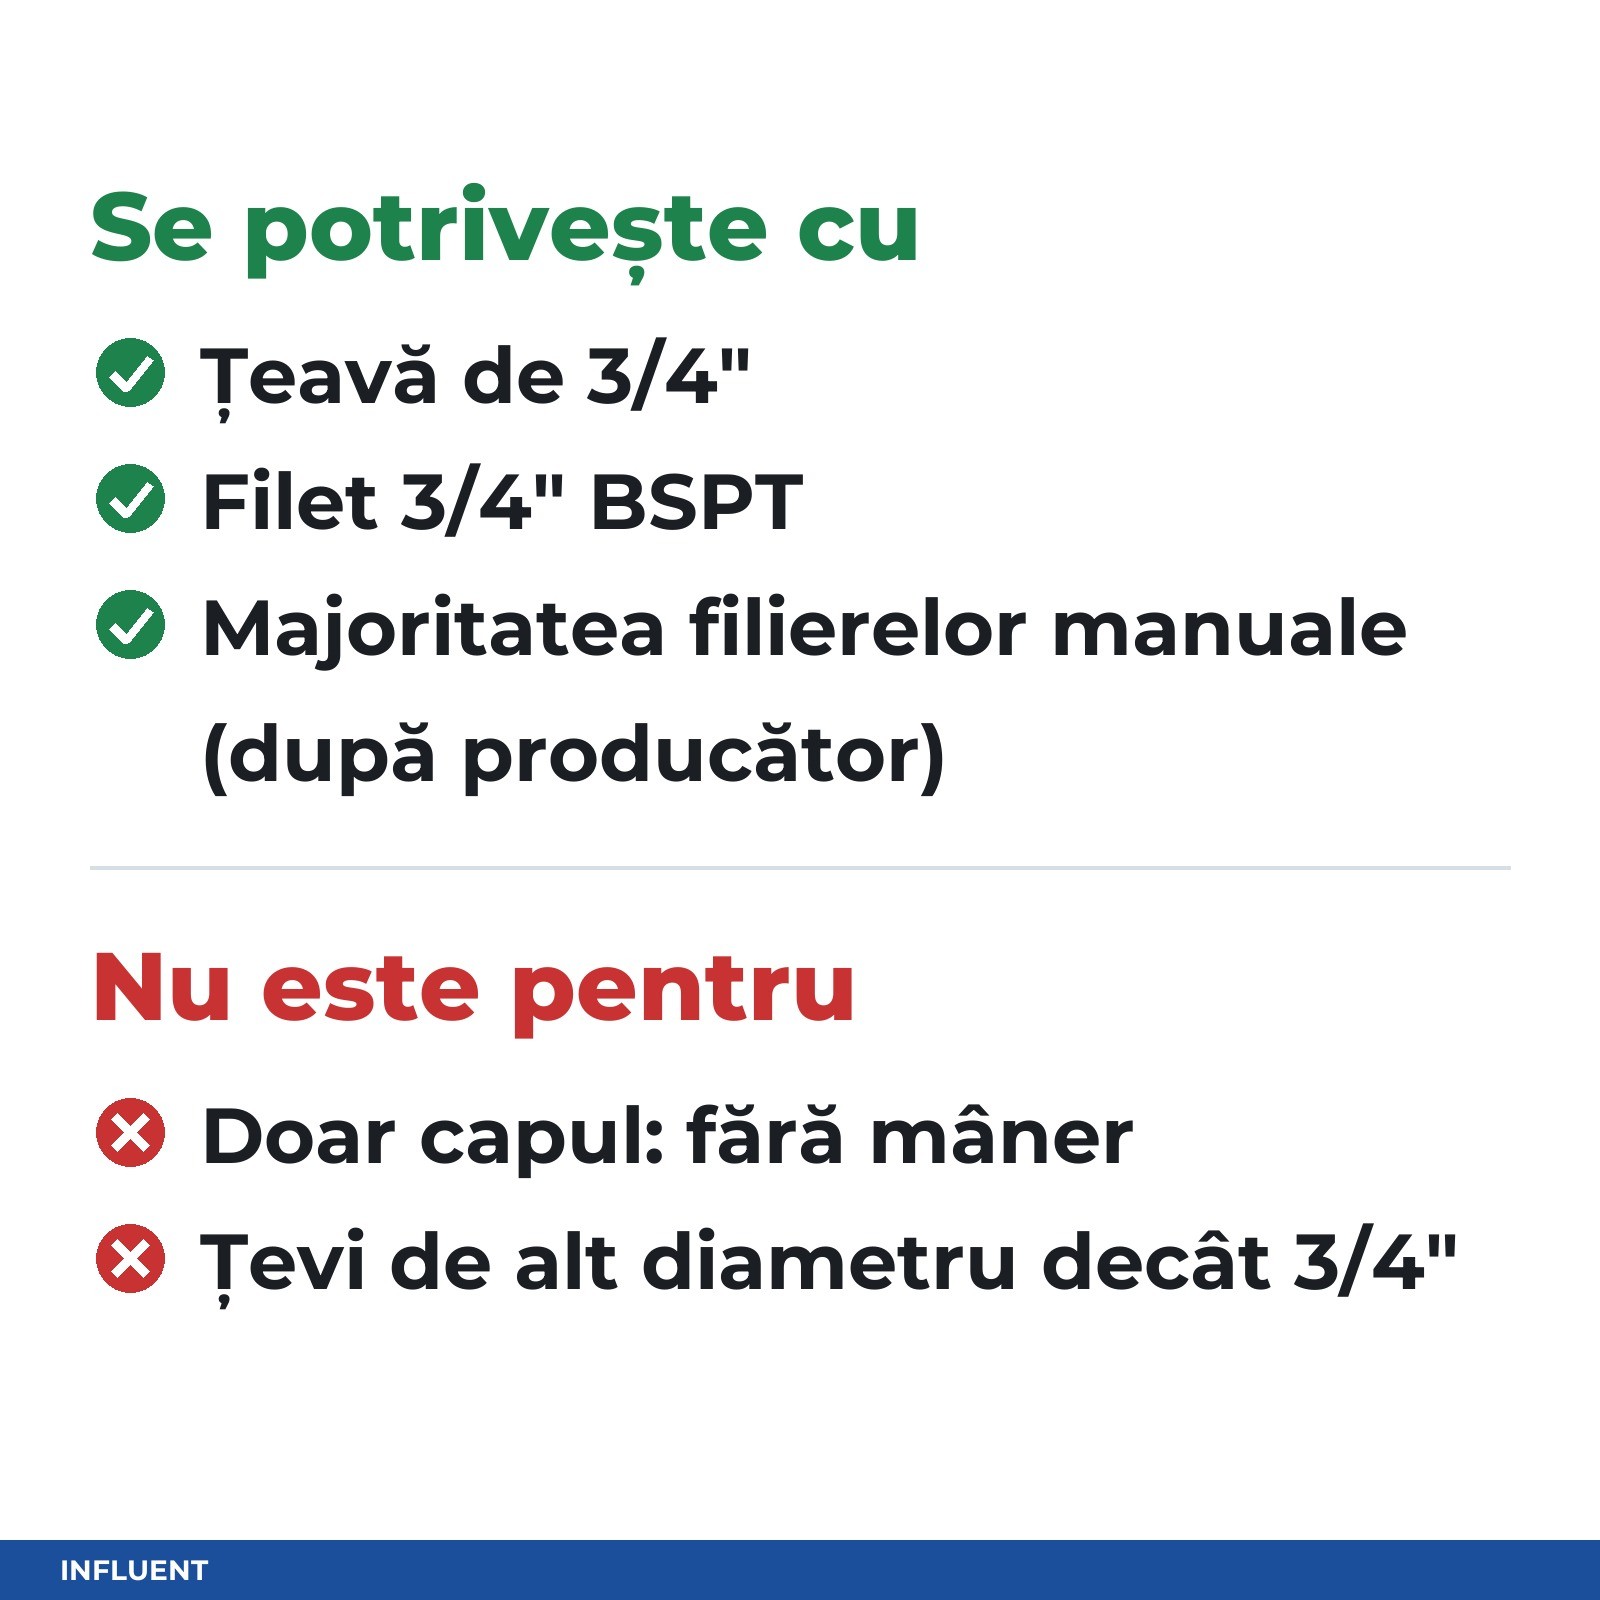 Se potrivește cu
Țeavă de 3/4"
Filet 3/4" BSPT
Majoritatea filierelor manuale
(după producător)
Nu este pentru
Doar capul: fără mâner
Țevi de alt diametru decât 3/4"
INFLUENT